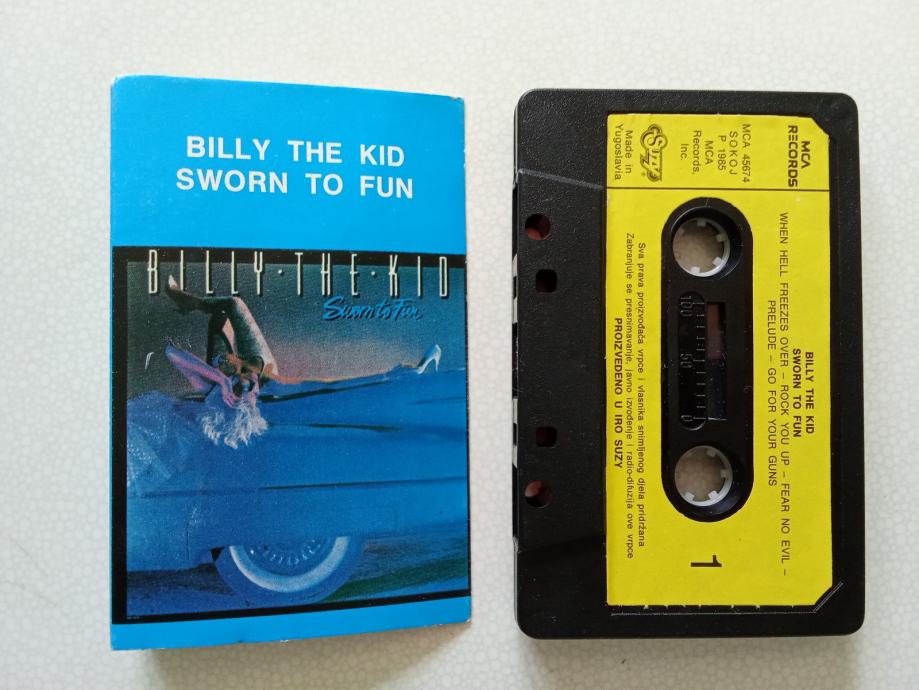 BILLY THE KID
SWORN TO FUN
BILLY · THE · KID
Sworn to Fun
MCA
RECORDS
MCA 45674
SOKOJ
P 1985
MCA
Records,
Inc.
Suzy
Made in
Yugoslavia
BILLY THE KID
SWORN TO FUN
WHEN HELL FREEZES OVER – ROCK YOU UP – FEAR NO EVIL –
PRELUDE – GO FOR YOUR GUNS
100 50 0
1
Sva prava proizvođača vrpce i vlasnika snimljenog djela pridržana
Zabranjuje se presnimavanje, javno izvođenje i radio-difuzija ove vrpce
PROIZVEDENO U IRO SUZY